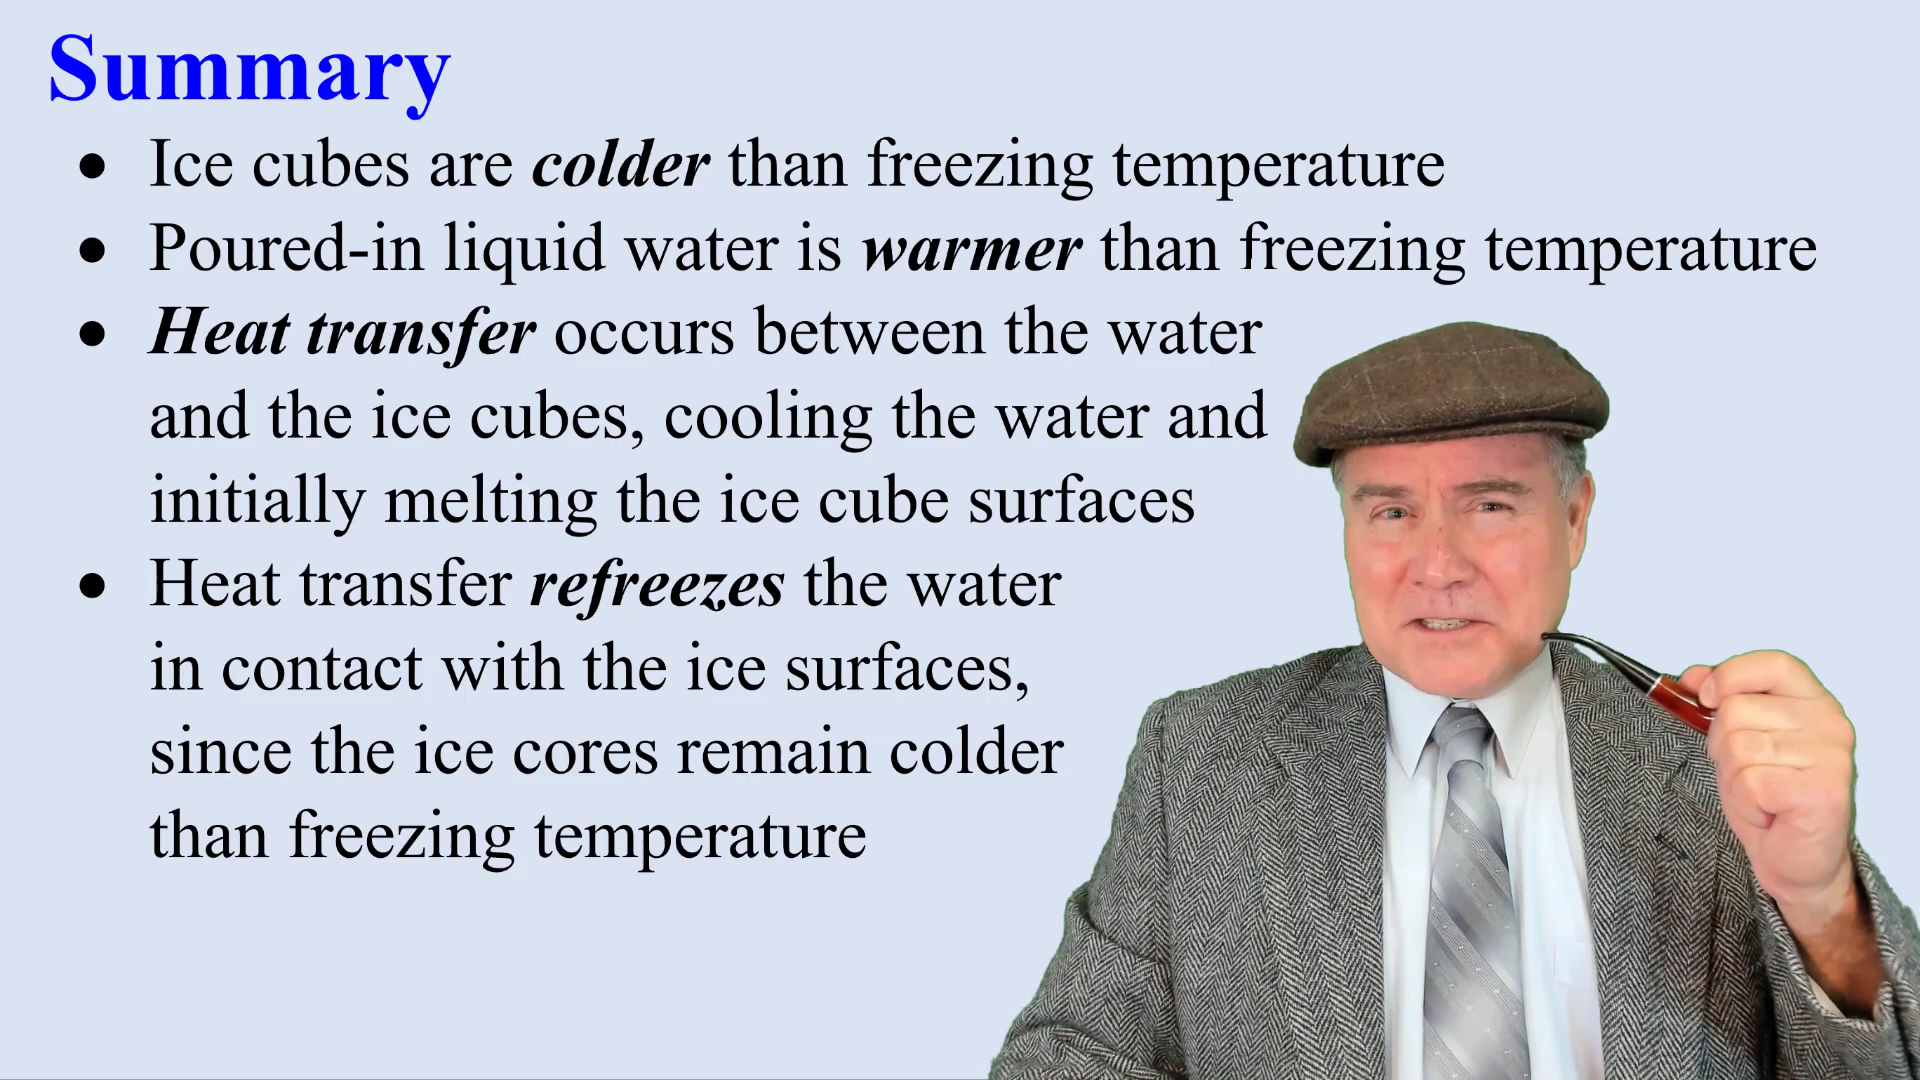 Summary
• Ice cubes are colder than freezing temperature
• Poured-in liquid water is warmer than freezing temperature
• Heat transfer occurs between the water
and the ice cubes, cooling the water and
initially melting the ice cube surfaces
• Heat transfer refreezes the water
in contact with the ice surfaces,
since the ice cores remain colder
than freezing temperature